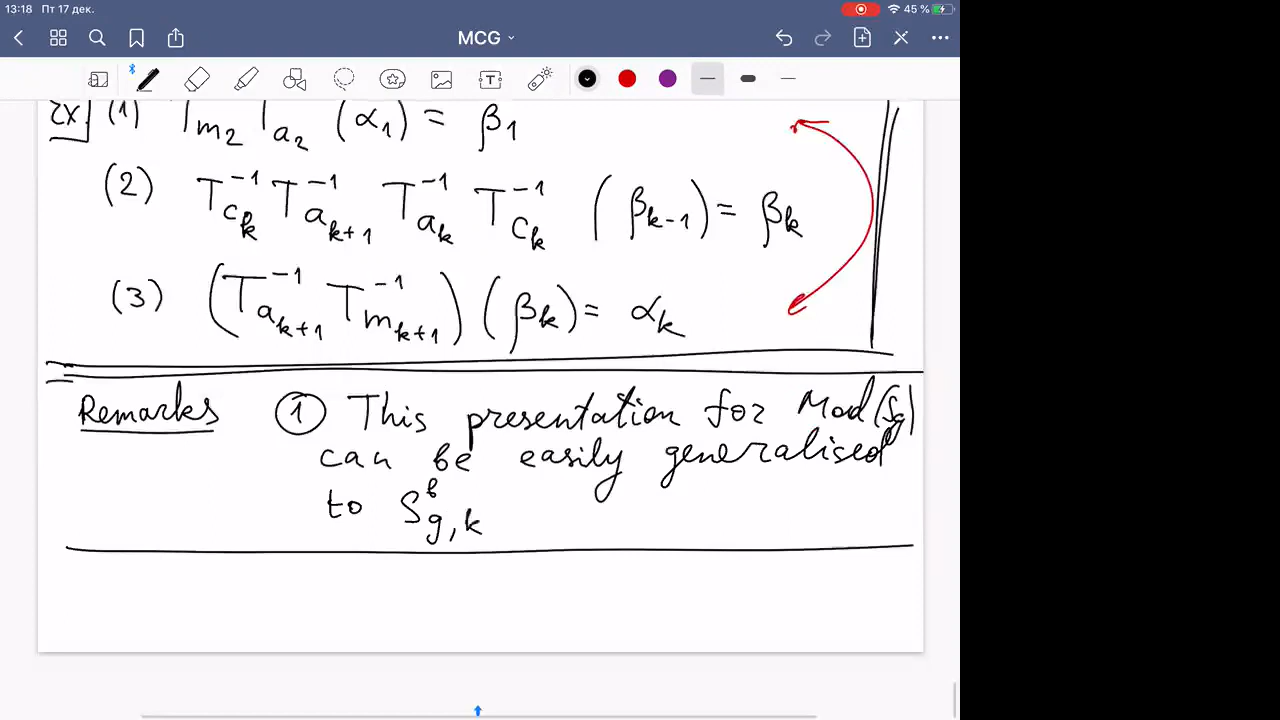 13:18 Пт 17 дек. 45 %
MCG
Ex (1) T_{m_2} T_{a_2} (α_1) = β_1
(2) T_{c_k}^{-1} T_{a_{k+1}}^{-1} T_{a_k}^{-1} T_{c_k}^{-1} (β_{k-1}) = β_k
(3) (T_{a_{k+1}}^{-1} T_{m_{k+1}}^{-1}) (β_k) = α_k
Remarks ① This presentation for Mod(S_g)
can be easily generalised
to S_{g,k}^b